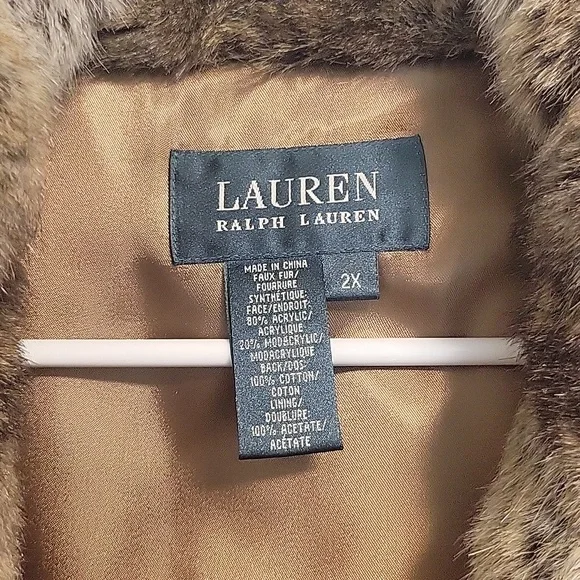 LAUREN
RALPH LAUREN
2X
MADE IN CHINA
FAUX FUR/
FOURRURE
SYNTHÉTIQUE:
FACE/ENDROIT:
80% ACRYLIC/
ACRYLIQUE
20% MODACRYLIC/
MODACRYLIQUE
BACK/DOS:
100% COTTON/
COTON
LINING/
DOUBLURE:
100% ACETATE/
ACÉTATE